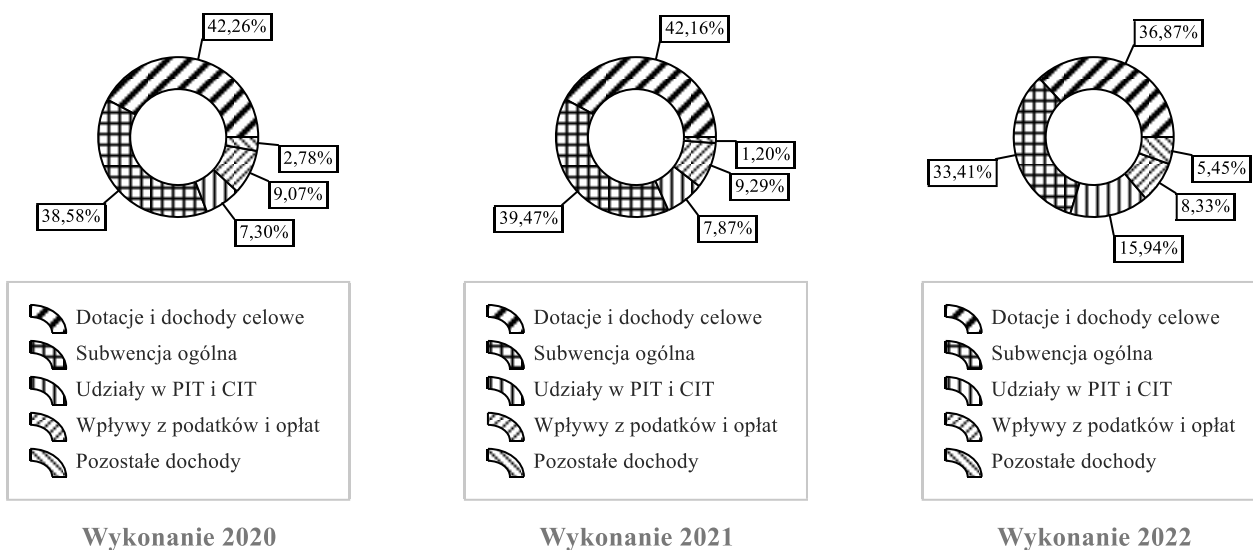 42,26%
2,78%
9,07%
7,30%
38,58%
Dotacje i dochody celowe
Subwencja ogólna
Udziały w PIT i CIT
Wpływy z podatków i opłat
Pozostałe dochody
Wykonanie 2020
42,16%
1,20%
9,29%
7,87%
39,47%
Dotacje i dochody celowe
Subwencja ogólna
Udziały w PIT i CIT
Wpływy z podatków i opłat
Pozostałe dochody
Wykonanie 2021
36,87%
5,45%
8,33%
15,94%
33,41%
Dotacje i dochody celowe
Subwencja ogólna
Udziały w PIT i CIT
Wpływy z podatków i opłat
Pozostałe dochody
Wykonanie 2022